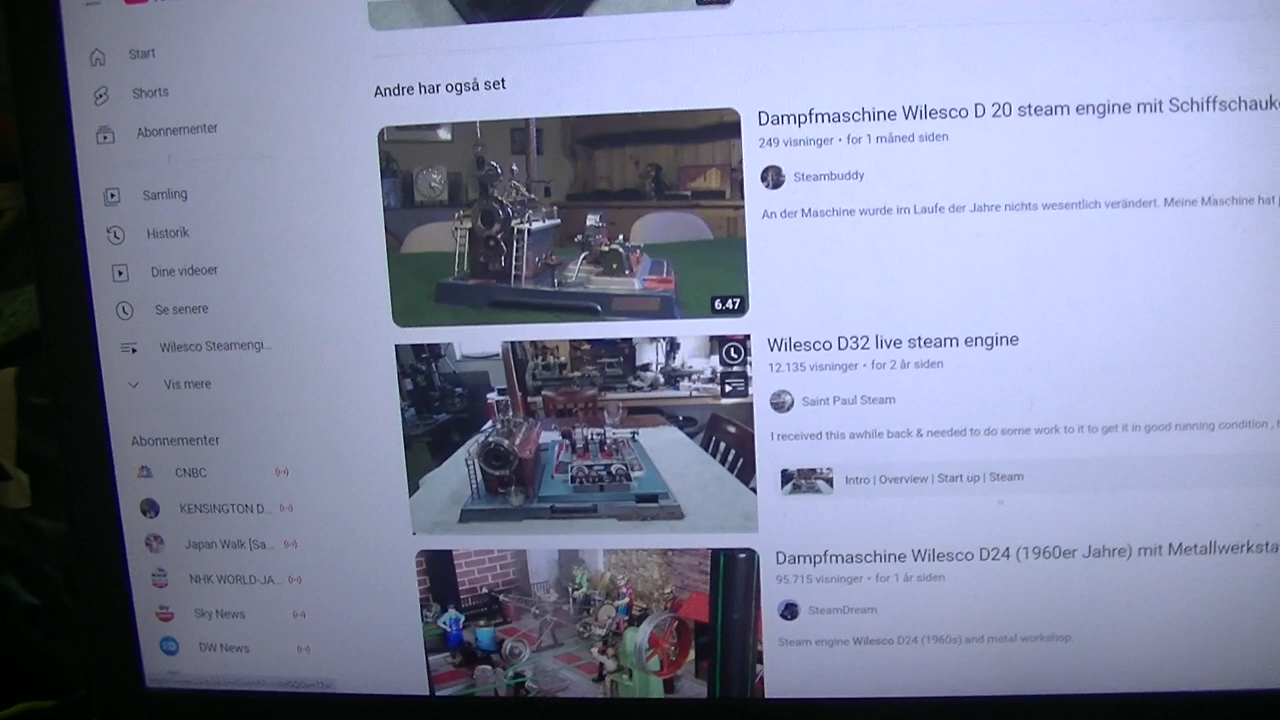 Start
Shorts
Abonnementer
Samling
Historik
Dine videoer
Se senere
Wilesco Steamengi...
Vis mere
Abonnementer
CNBC
KENSINGTON D...
Japan Walk [Sa...
NHK WORLD-JA...
Sky News
DW News
Andre har også set
6.47
Dampfmaschine Wilesco D 20 steam engine mit Schiffschauk
249 visninger • for 1 måned siden
Steambuddy
An der Maschine wurde im Laufe der Jahre nichts wesentlich verändert. Meine Maschine hat
Wilesco D32 live steam engine
12.135 visninger • for 2 år siden
Saint Paul Steam
I received this awhile back & needed to do some work to it to get it in good running condition ,
Intro | Overview | Start up | Steam
Dampfmaschine Wilesco D24 (1960er Jahre) mit Metallwerksta
95.715 visninger • for 1 år siden
SteamDream
Steam engine Wilesco D24 (1960s) and metal workshop.